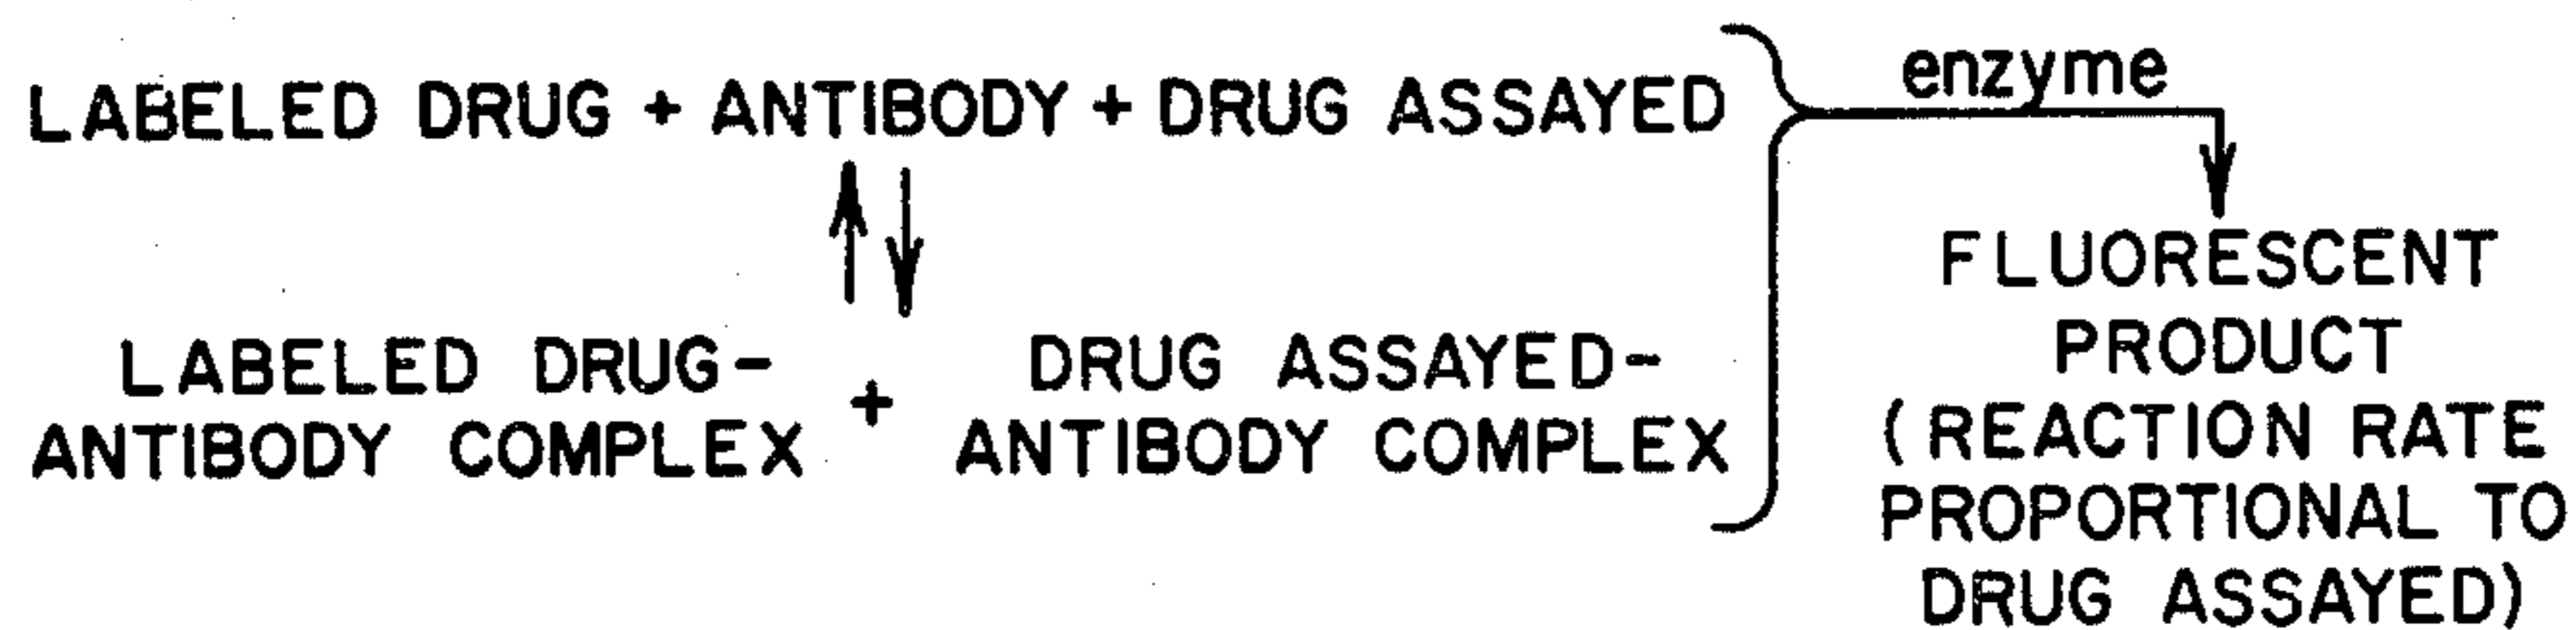 LABELED DRUG + ANTIBODY + DRUG ASSAYED
enzyme
LABELED DRUG-
ANTIBODY COMPLEX
+
DRUG ASSAYED-
ANTIBODY COMPLEX
FLUORESCENT
PRODUCT
(REACTION RATE
PROPORTIONAL TO
DRUG ASSAYED)